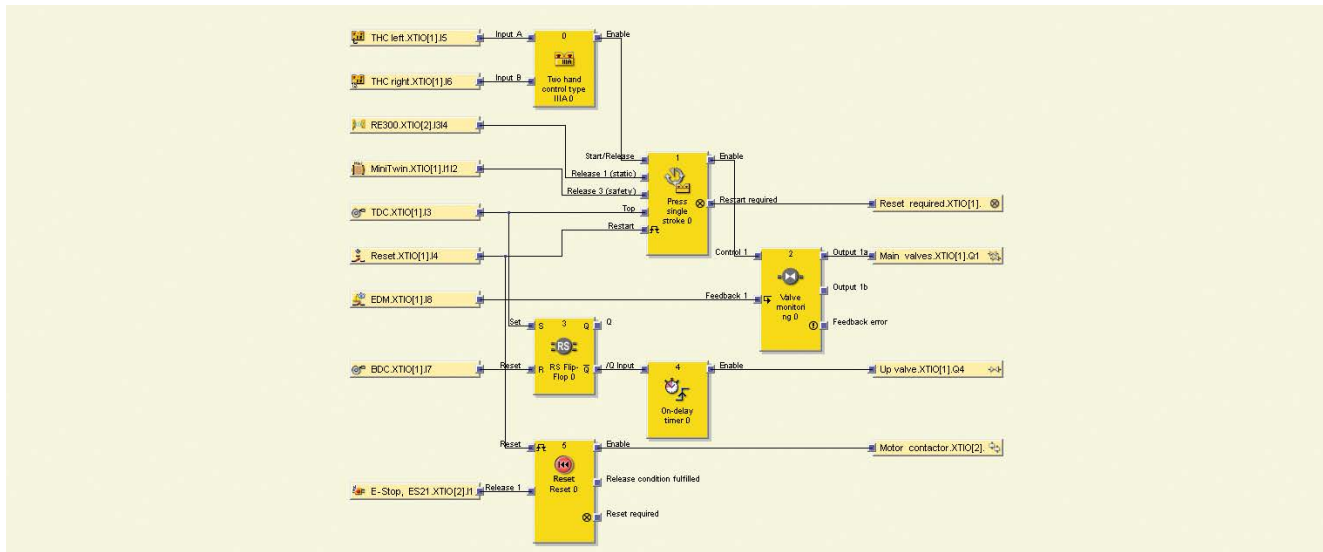 THC left.XTIO[1].I5
Input A
0
Enable
Two hand
control type
IIIA 0
THC right.XTIO[1].I6
Input B
RE300.XTIO[2].I3I4
MiniTwin.XTIO[1].I1I2
TDC.XTIO[1].I3
Reset.XTIO[1].I4
EDM.XTIO[1].I8
Start/Release
Release 1 (static)
Release 3 (safety)
Top
Restart
1
Press
single
stroke 0
Enable
Restart required
Reset required.XTIO[1].
Control 1
Feedback 1
2
Valve
monitori
ng 0
Output 1a
Output 1b
Feedback error
Main valves.XTIO[1].Q1
Set
S 3 Q
Q
RS
R RS Flip- Q
Flop 0
Reset
BDC.XTIO[1].I7
/Q Input
4
On-delay
timer 0
Enable
Up valve.XTIO[1].Q4
Reset
5
Reset
Reset 0
Enable
Release condition fulfilled
Reset required
Motor contactor.XTIO[2].
E-Stop, ES21.XTIO[2].I1
Release 1